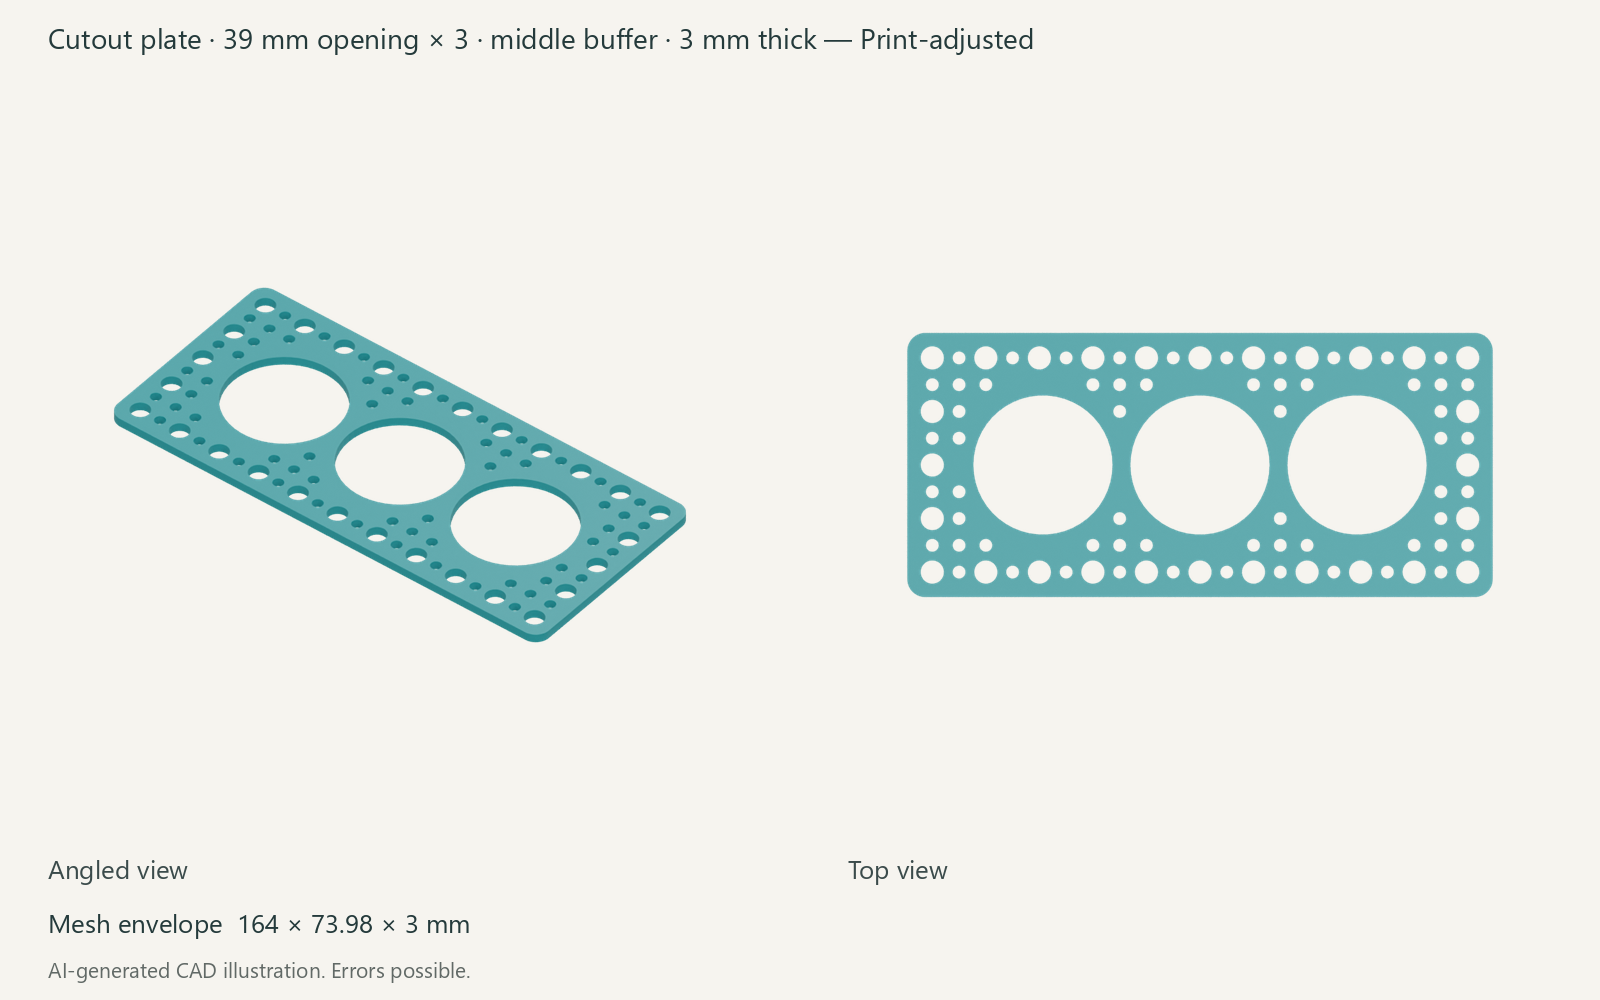 Cutout plate · 39 mm opening × 3 · middle buffer · 3 mm thick — Print-adjusted
Angled view
Top view
Mesh envelope 164 × 73.98 × 3 mm
AI-generated CAD illustration. Errors possible.